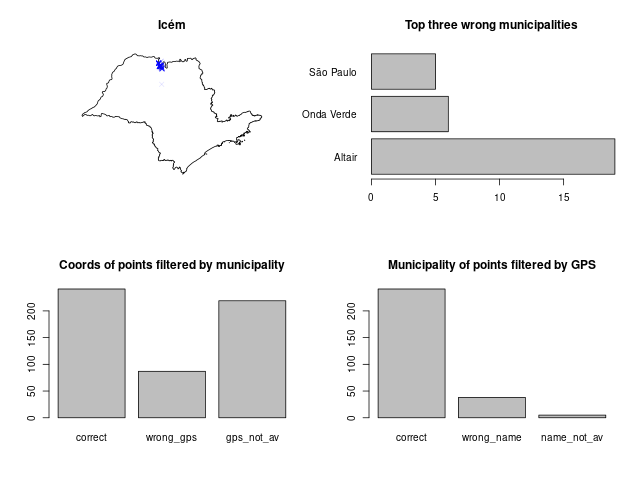 Icém
Top three wrong municipalities
São Paulo
Onda Verde
Altair
0 5 10 15
Coords of points filtered by municipality
0 50 100 150 200
correct wrong_gps gps_not_av
Municipality of points filtered by GPS
0 50 100 150 200
correct wrong_name name_not_av